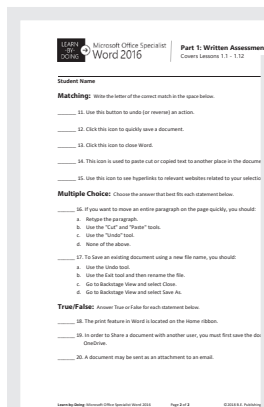 LEARN
-BY-
DOING
Microsoft Office Specialist
Word 2016
Part 1: Written Assessmen
Covers Lessons 1.1 - 1.12
Student Name
Matching: Write the letter of the correct match in the space below.
______ 11. Use this button to undo (or reverse) an action.
______ 12. Click this icon to quickly save a document.
______ 13. Click this icon to close Word.
______ 14. This icon is used to paste cut or copied text to another place in the docume
______ 15. Use this icon to see hyperlinks to relevant websites related to your selectio
Multiple Choice: Choose the answer that best fits each statement below.
______ 16. If you want to move an entire paragraph on the page quickly, you should:
a. Retype the paragraph.
b. Use the "Cut" and "Paste" tools.
c. Use the "Undo" tool.
d. None of the above.
______ 17. To Save an existing document using a new file name, you should:
a. Use the Undo tool.
b. Use the Exit tool and then rename the file.
c. Go to Backstage View and select Close.
d. Go to Backstage View and select Save As.
True/False: Answer True or False for each statement below.
______ 18. The print feature in Word is located on the Home ribbon.
______ 19. In order to Share a document with another user, you must first save the do
OneDrive.
______ 20. A document may be sent as an attachment to an email.
Learn-by-Doing: Microsoft Office Specialist Word 2016 Page 2 of 3 ©2016 B.E. Publishing